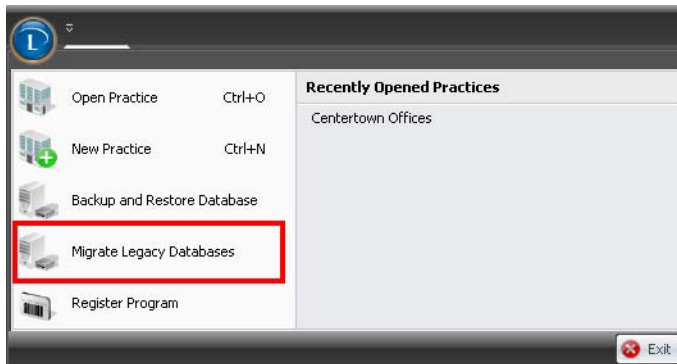 L
Open Practice Ctrl+O
New Practice Ctrl+N
Backup and Restore Database
Migrate Legacy Databases
Register Program
Recently Opened Practices
Centertown Offices
Exit